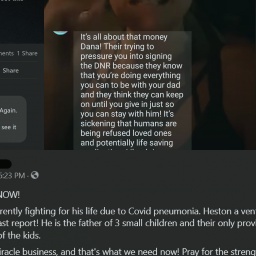 It's all about that money
Dana! Their trying to
pressure you into signing
the DNR because they know
that you're doing everything
you can to be with your dad
and they think they can keep
on until you give in just so
you can stay with him! It's
sickening that humans are
being refused loved ones
and potentially life saving
ments: 1 Share
Share
Again.
see it
5:23 PM
NOW!
rently fighting for his life due to Covid pneumonia. Heston a ven
ast report! He is the father of 3 small children and their only prov
of the kids.
iracle business, and that's what we need now! Pray for the streng